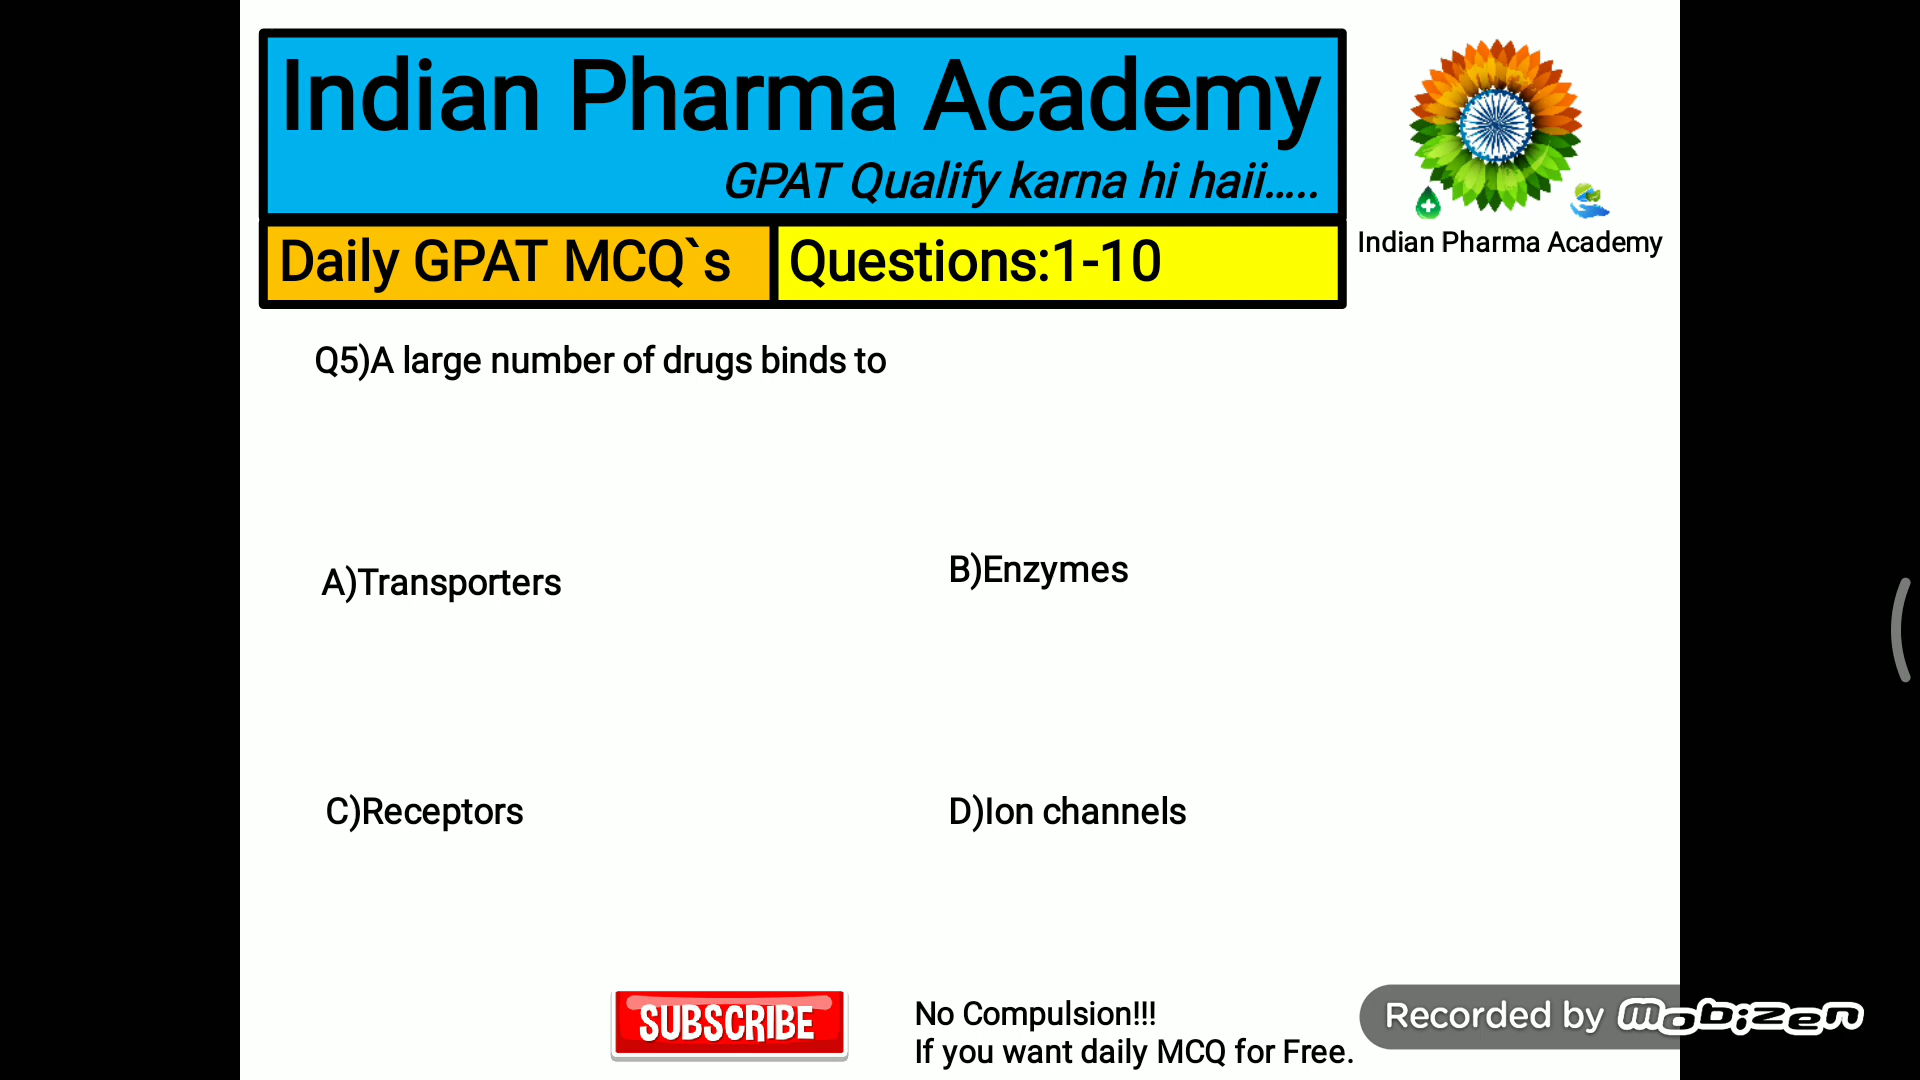 Indian Pharma Academy
GPAT Qualify karna hi haii.....
Daily GPAT MCQ`s
Questions:1-10
Indian Pharma Academy
Q5)A large number of drugs binds to
A)Transporters
B)Enzymes
C)Receptors
D)Ion channels
SUBSCRIBE
No Compulsion!!!
If you want daily MCQ for Free.
Recorded by mobizen